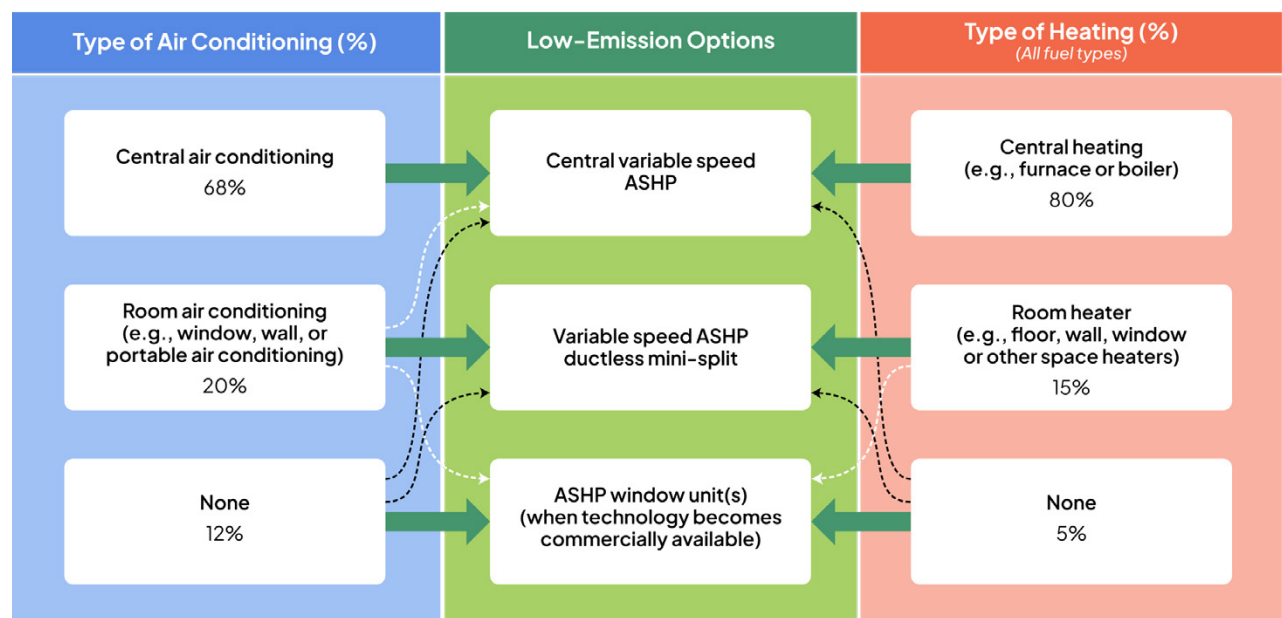 Type of Air Conditioning (%)
Low-Emission Options
Type of Heating (%)
(All fuel types)
Central air conditioning
68%
Central variable speed
ASHP
Central heating
(e.g., furnace or boiler)
80%
Room air conditioning
(e.g., window, wall, or
portable air conditioning)
20%
Variable speed ASHP
ductless mini-split
Room heater
(e.g., floor, wall, window
or other space heaters)
15%
None
12%
ASHP window unit(s)
(when technology becomes
commercially available)
None
5%